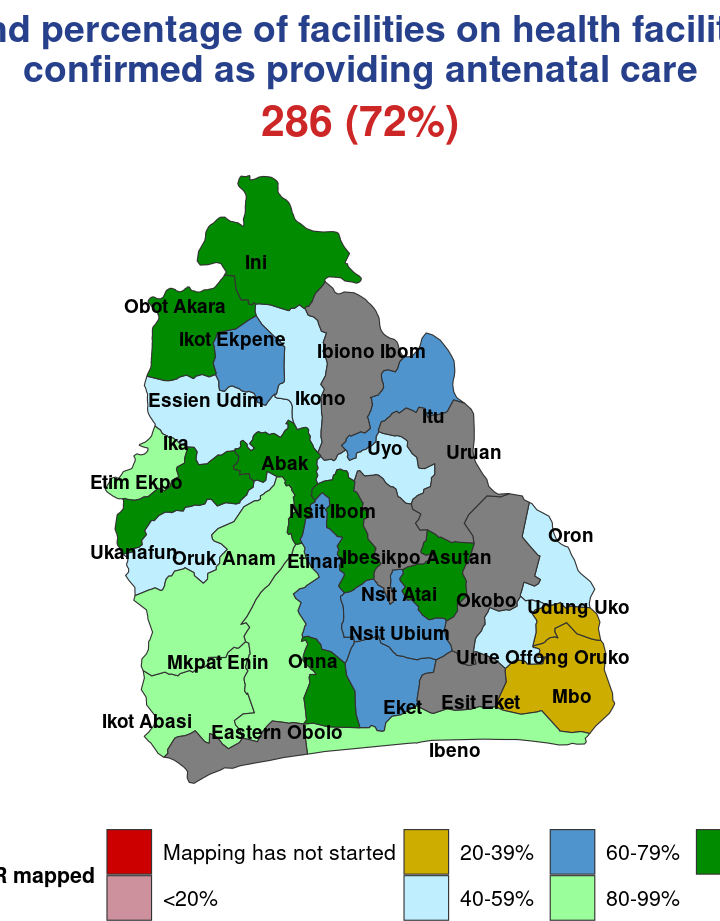 percentage of facilities on health
confirmed as providing antenatal care
286 (72%)
Ini
Obot Akara
Ikot Ekpene
Ibiono Ibom
Essien Udim
Ikono
Itu
Ika
Uyo
Uruan
Abak
Etim Ekpo
Nsit Ibom
Oron
Ukanafun
Oruk Anam
Etinan
Ibesikpo Asutan
Nsit Atai
Okobo
Udung Uko
Nsit Ubium
Mkpat Enin
Onna
Urue Offong Oruko
Eket
Esit Eket
Mbo
Ikot Abasi
Eastern Obolo
Ibeno
mapped
Mapping has not started
20-39%
60-79%
<20%
40-59%
80-99%